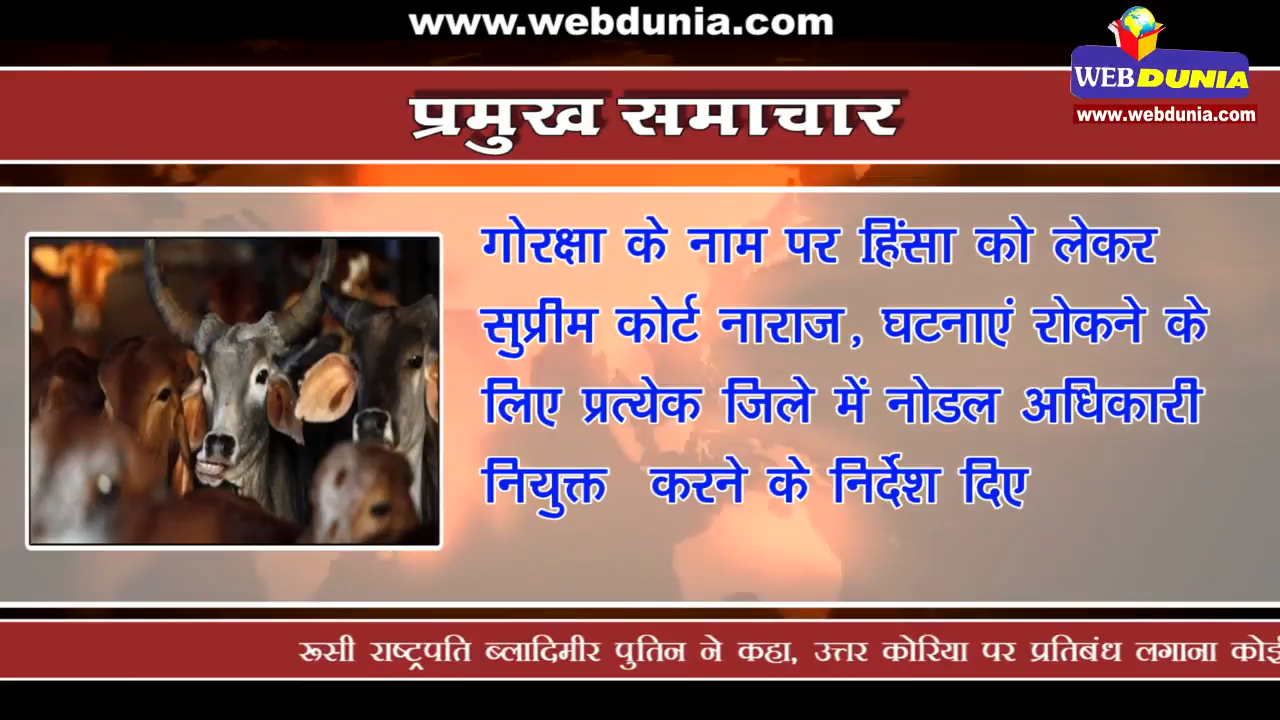 www.webdunia.com
WEBDUNIA
www.webdunia.com
प्रमुख समाचार
गोरक्षा के नाम पर हिंसा को लेकर
सुप्रीम कोर्ट नाराज, घटनाएं रोकने के
लिए प्रत्येक जिले में नोडल अधिकारी
नियुक्त करने के निर्देश दिए
रूसी राष्ट्रपति ब्लादिमीर पुतिन ने कहा, उत्तर कोरिया पर प्रतिबंध लगाना कोई